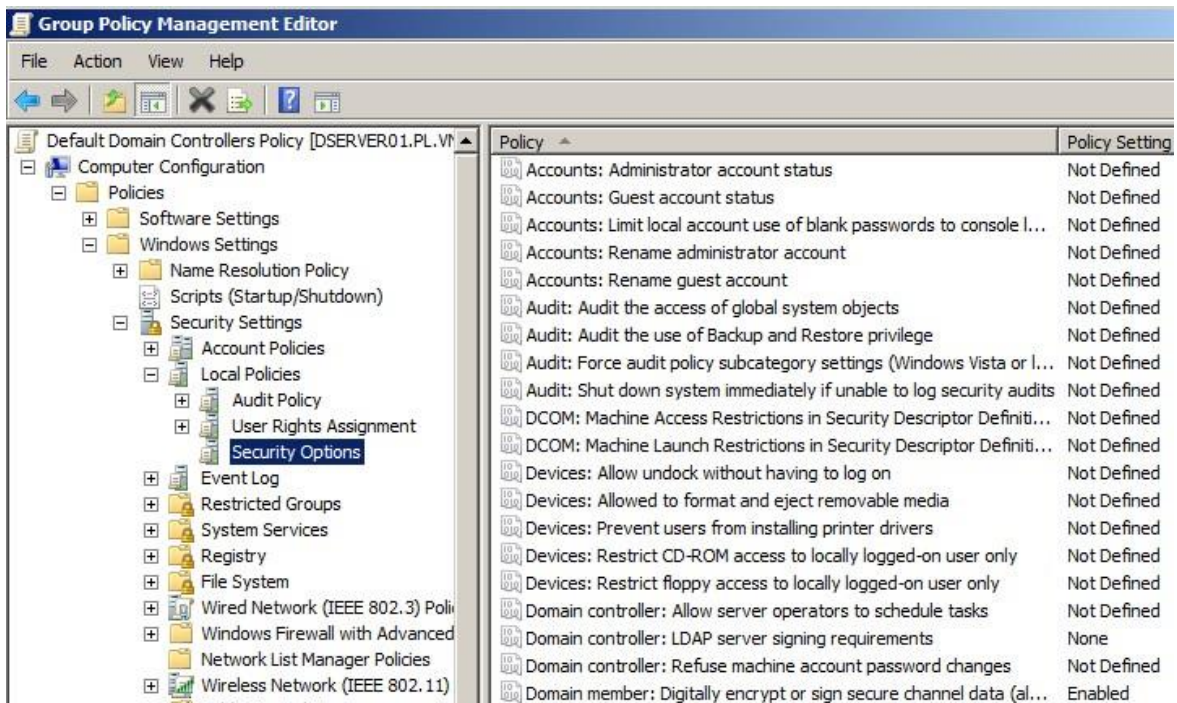 Group Policy Management Editor
File Action View Help
Default Domain Controllers Policy [DSERVER01.PL.VN
Computer Configuration
Policies
Software Settings
Windows Settings
Name Resolution Policy
Scripts (Startup/Shutdown)
Security Settings
Account Policies
Local Policies
Audit Policy
User Rights Assignment
Security Options
Event Log
Restricted Groups
System Services
Registry
File System
Wired Network (IEEE 802.3) Poli
Windows Firewall with Advanced
Network List Manager Policies
Wireless Network (IEEE 802.11)
Policy Policy Setting
Accounts: Administrator account status Not Defined
Accounts: Guest account status Not Defined
Accounts: Limit local account use of blank passwords to console l... Not Defined
Accounts: Rename administrator account Not Defined
Accounts: Rename guest account Not Defined
Audit: Audit the access of global system objects Not Defined
Audit: Audit the use of Backup and Restore privilege Not Defined
Audit: Force audit policy subcategory settings (Windows Vista or l... Not Defined
Audit: Shut down system immediately if unable to log security audits Not Defined
DCOM: Machine Access Restrictions in Security Descriptor Definiti... Not Defined
DCOM: Machine Launch Restrictions in Security Descriptor Definiti... Not Defined
Devices: Allow undock without having to log on Not Defined
Devices: Allowed to format and eject removable media Not Defined
Devices: Prevent users from installing printer drivers Not Defined
Devices: Restrict CD-ROM access to locally logged-on user only Not Defined
Devices: Restrict floppy access to locally logged-on user only Not Defined
Domain controller: Allow server operators to schedule tasks Not Defined
Domain controller: LDAP server signing requirements None
Domain controller: Refuse machine account password changes Not Defined
Domain member: Digitally encrypt or sign secure channel data (al... Enabled